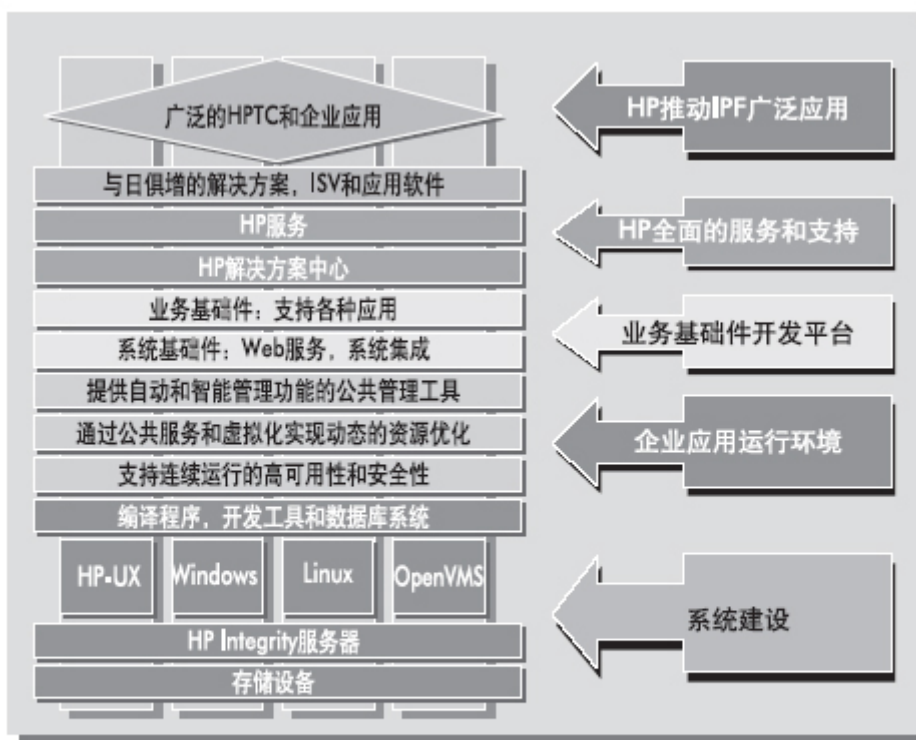 广泛的HPTC和企业应用
HP推动IPF广泛应用
与日俱增的解决方案，ISV和应用软件
HP服务
HP全面的服务和支持
HP解决方案中心
业务基础件：支持各种应用
业务基础件开发平台
系统基础件：Web服务，系统集成
提供自动和智能管理功能的公共管理工具
通过公共服务和虚拟化实现动态的资源优化
企业应用运行环境
支持连续运行的高可用性和安全性
编译程序，开发工具和数据库系统
HP-UX Windows Linux OpenVMS
系统建设
HP Integrity服务器
存储设备